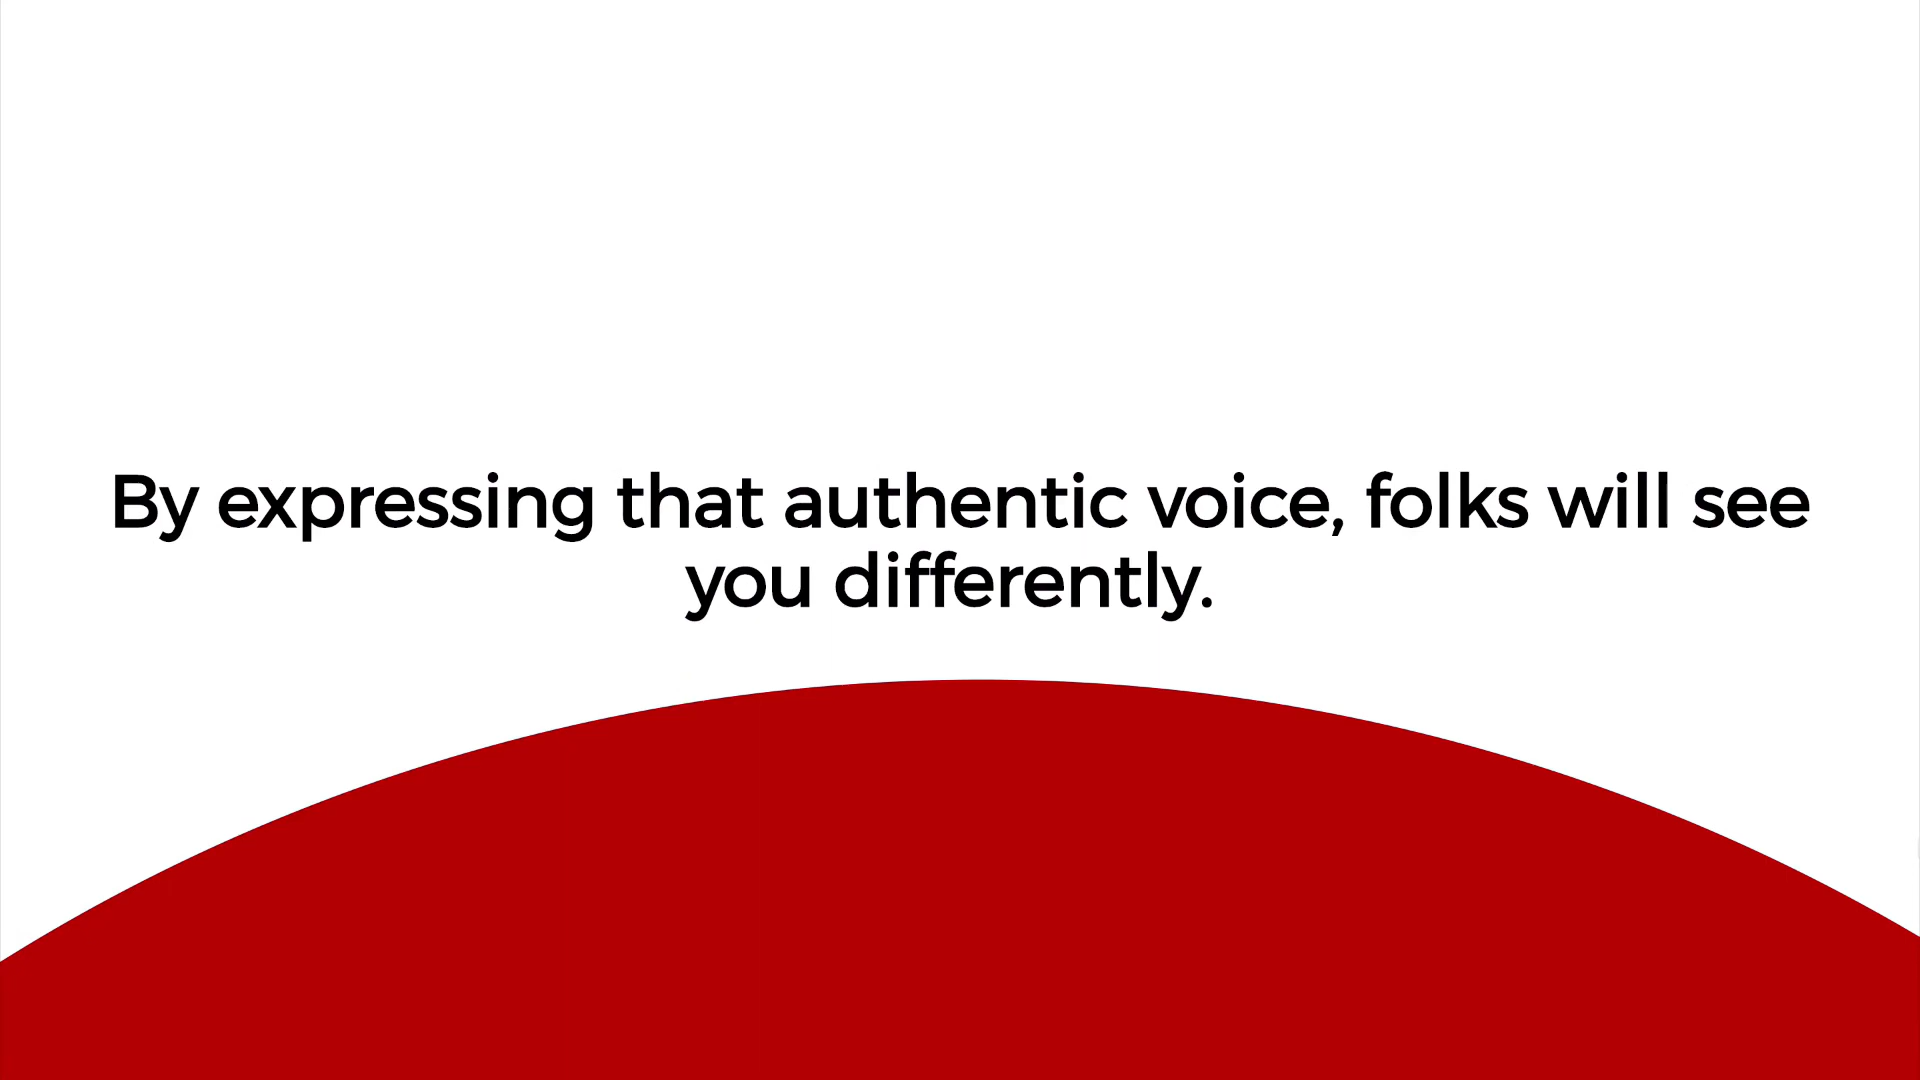 By expressing that authentic voice, folks will see
you differently.